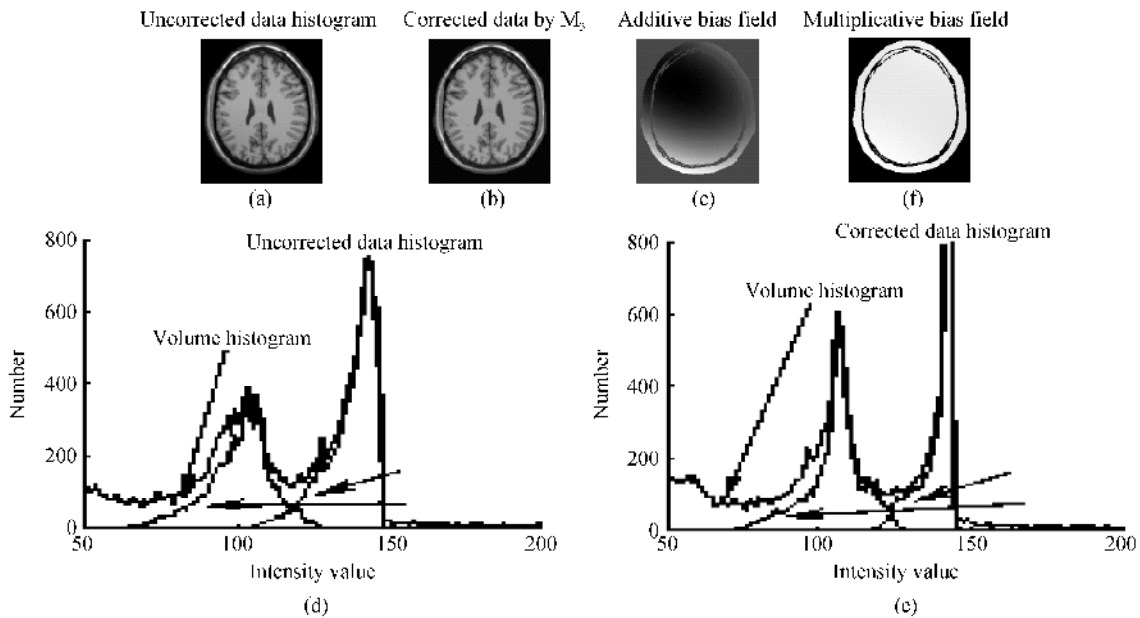 Uncorrected data histogram
Corrected data by M₃
Additive bias field
Multiplicative bias field
(a)
(b)
(c)
(f)
800
600
400
200
0
Number
Uncorrected data histogram
Volume histogram
50
100
150
200
Intensity value
(d)
800
600
400
200
0
Number
Corrected data histogram
Volume histogram
50
100
150
200
Intensity value
(e)